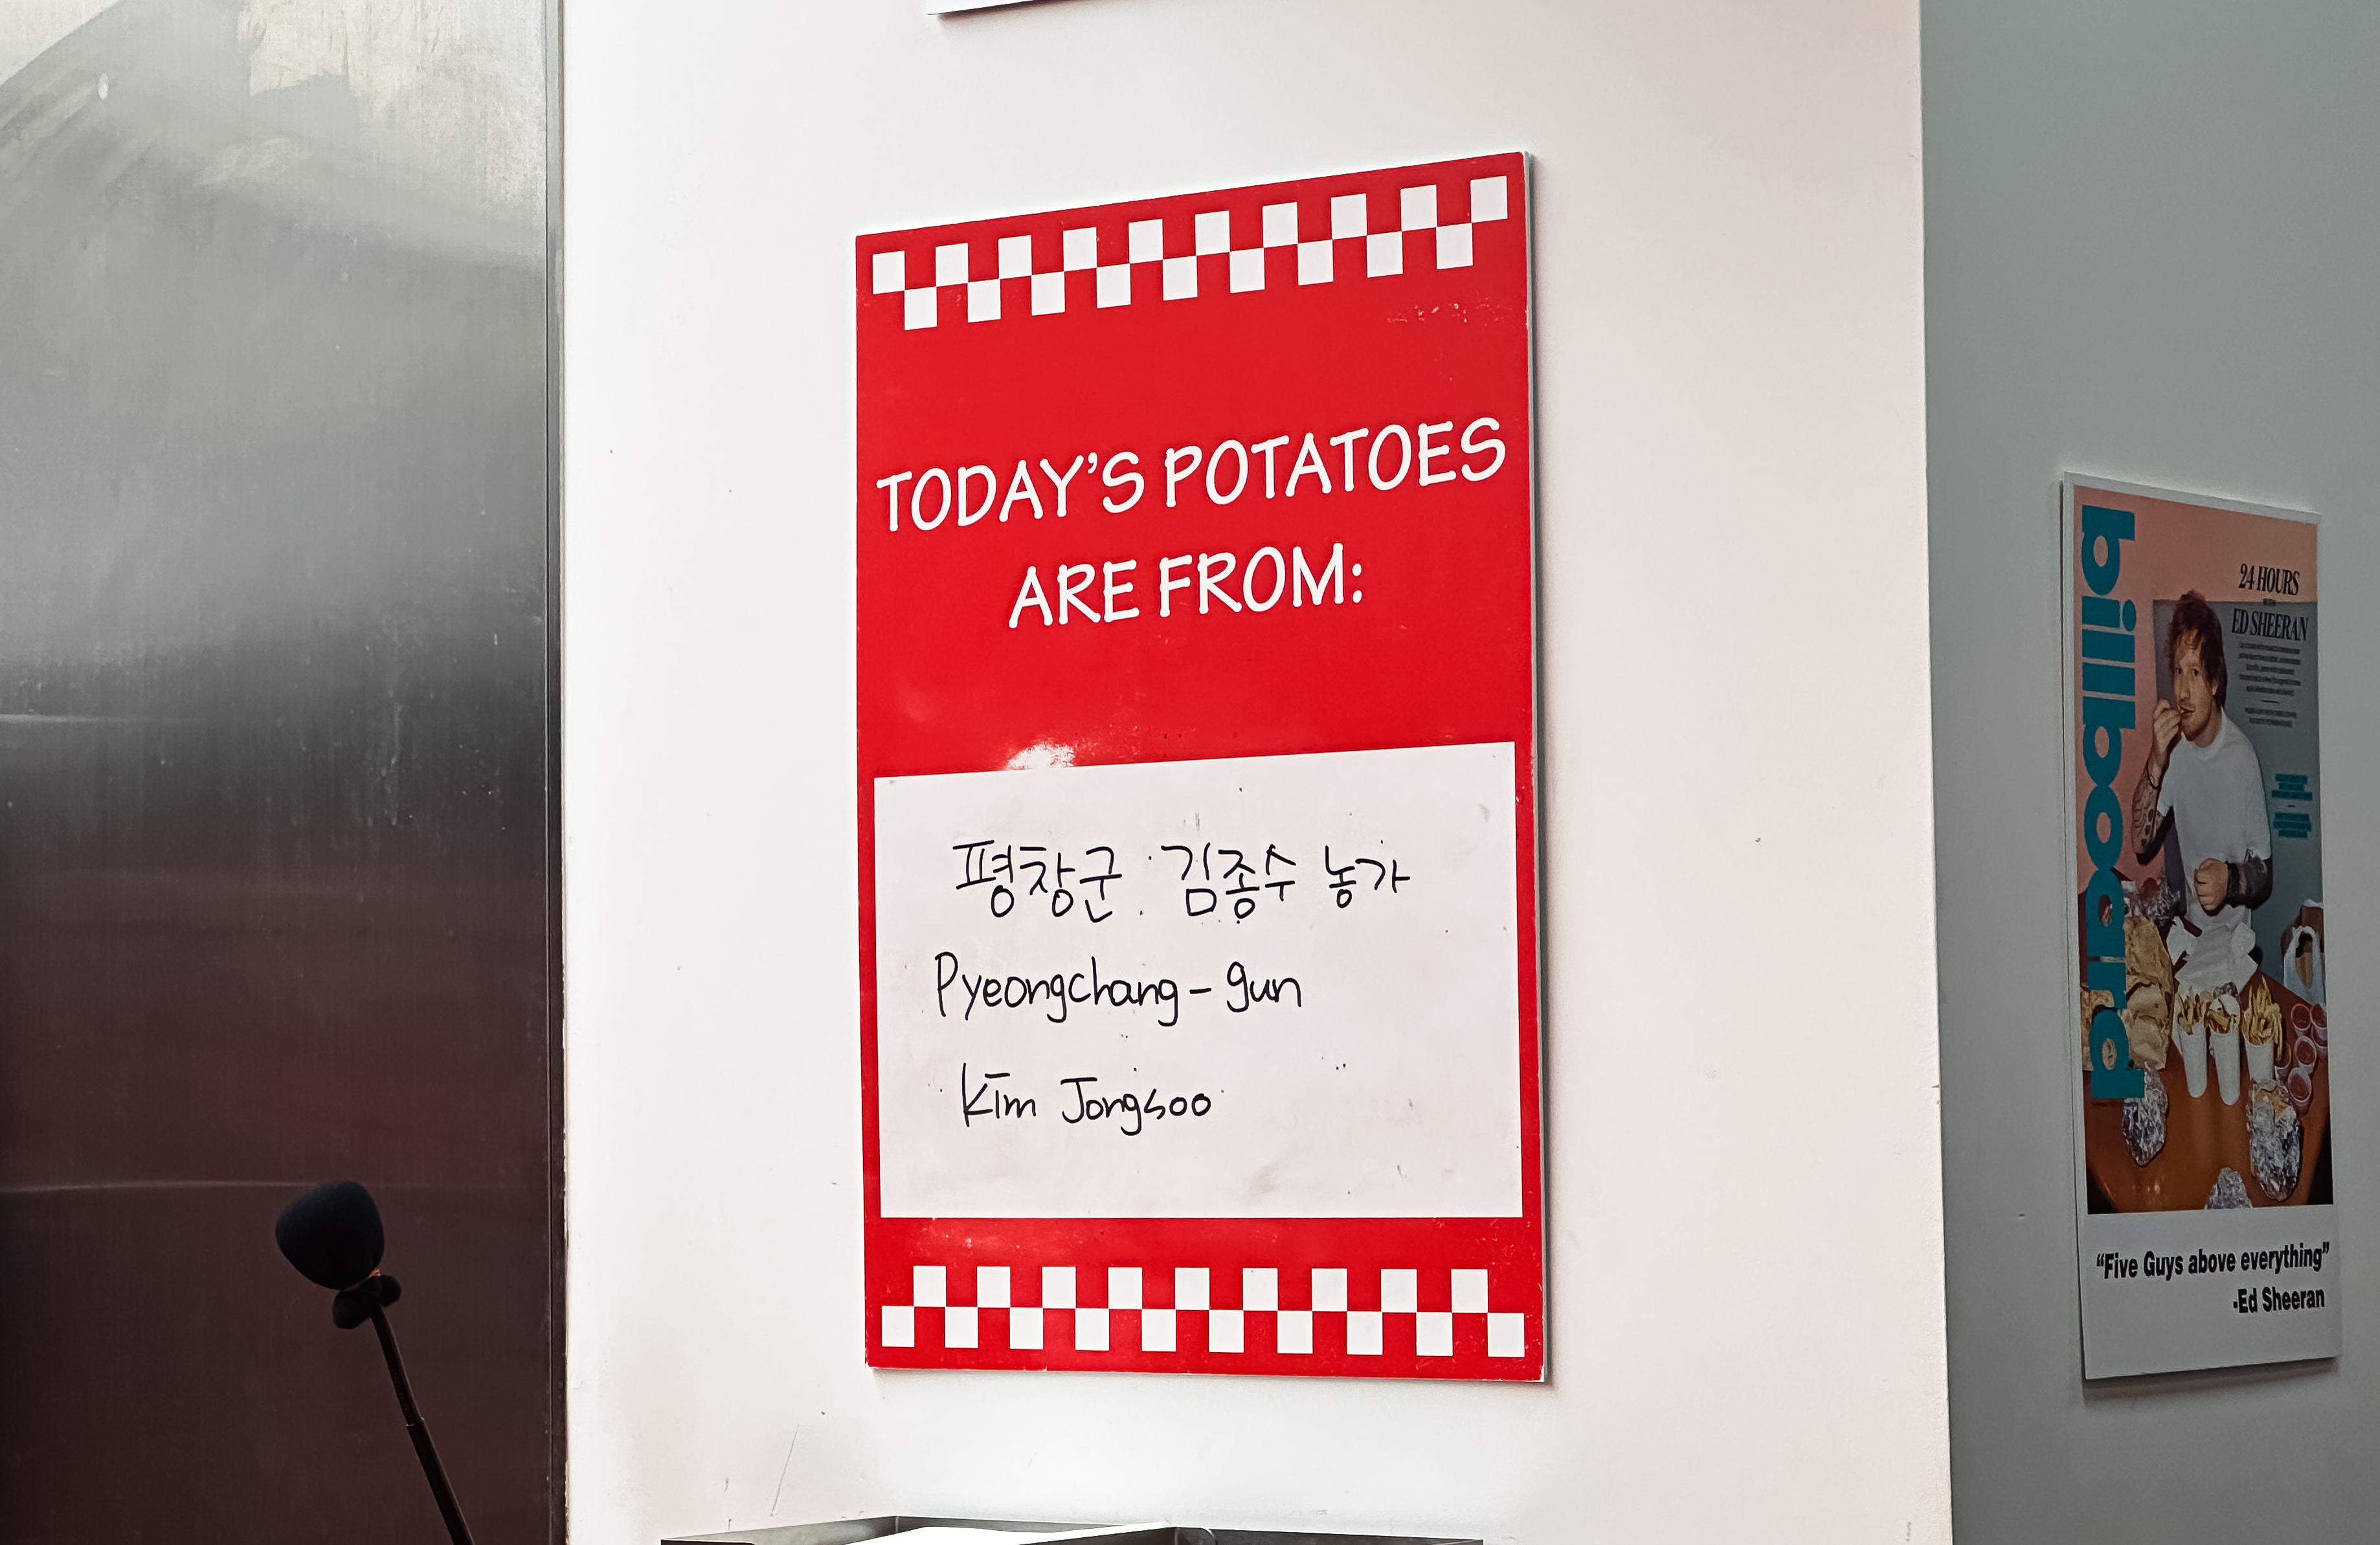 TODAY'S POTATOES
ARE FROM:
평창군 김종수 농가
Pyeongchang-gun
Kim Jongsoo
billboard
24 HOURS
ED SHEERAN
“Five Guys above everything”
-Ed Sheeran